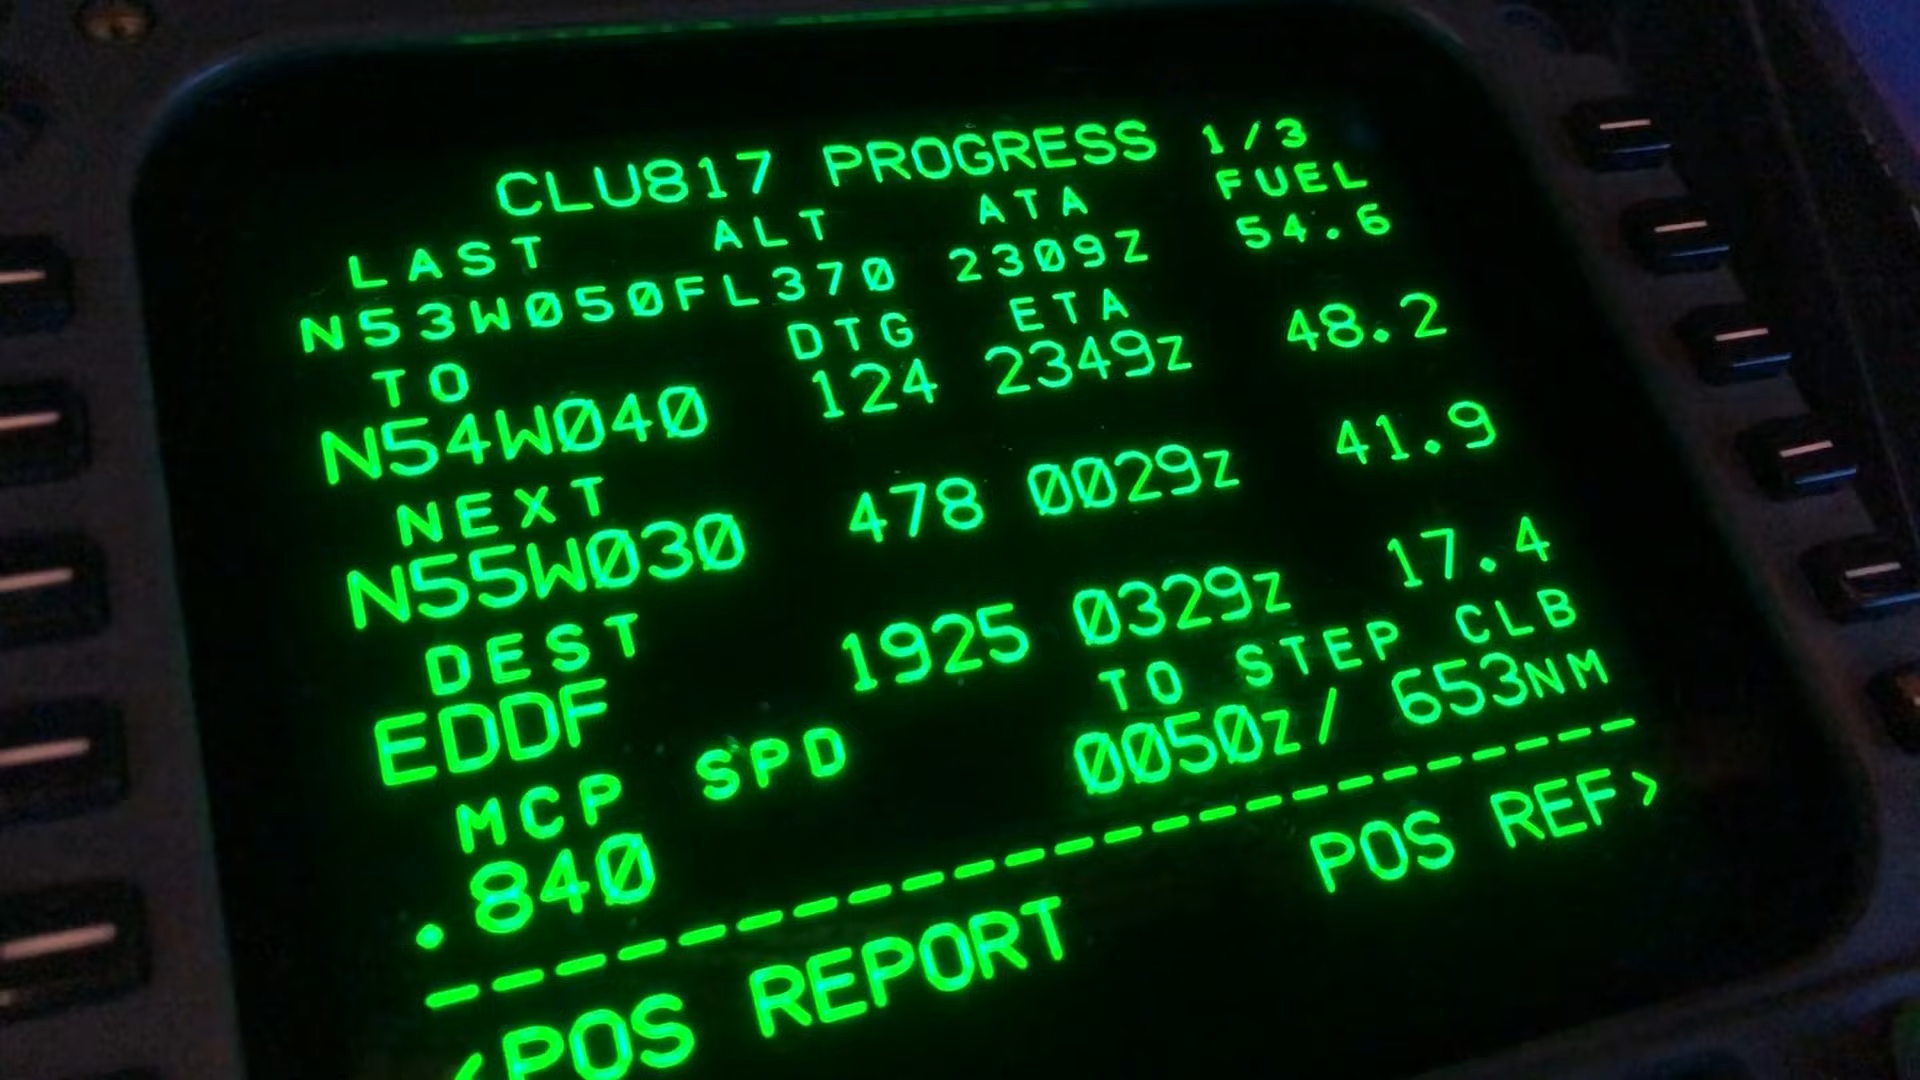 CLU817 PROGRESS 1/3
LAST ALT ATA FUEL
N53W050FL370 2309Z 54.6
TO DTG ETA
N54W040 124 2349z 48.2
NEXT
N55W030 478 0029z 41.9
DEST
EDDF 1925 0329z 17.4
MCP SPD TO STEP CLB
.840 0050z/ 653NM
--------------------
<POS REPORT POS REF>